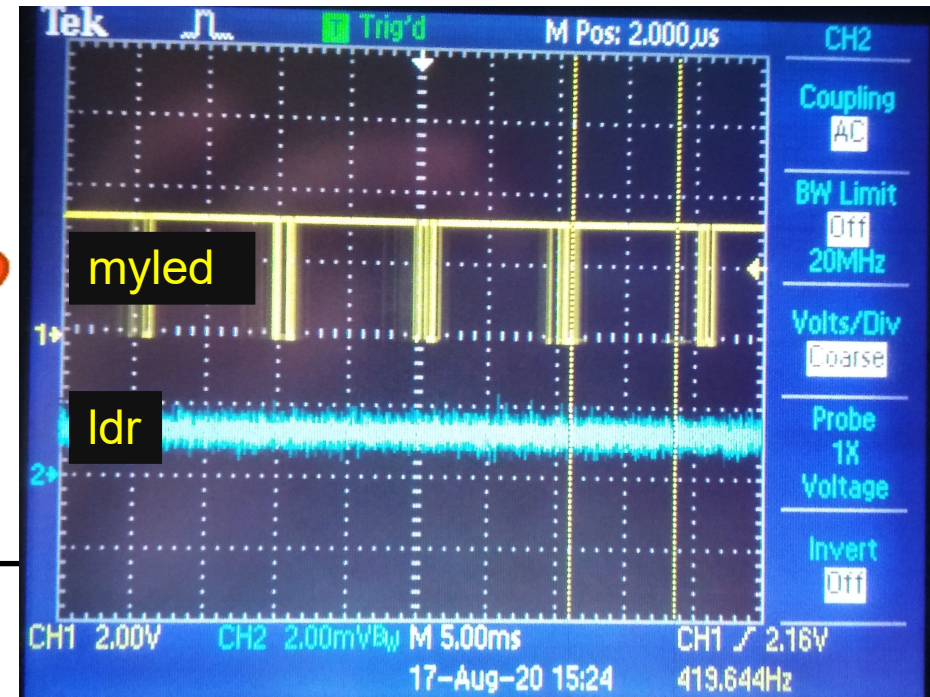 Tek T Trig'd M Pos: 2.000µs CH2
Coupling
AC
BW Limit
Off
20MHz
myled
1
Volts/Div
Coarse
ldr
Probe
1X
Voltage
2
Invert
Off
CH1 2.00V CH2 2.00mVBW M 5.00ms CH1 2.16V
17-Aug-20 15:24 419.644Hz